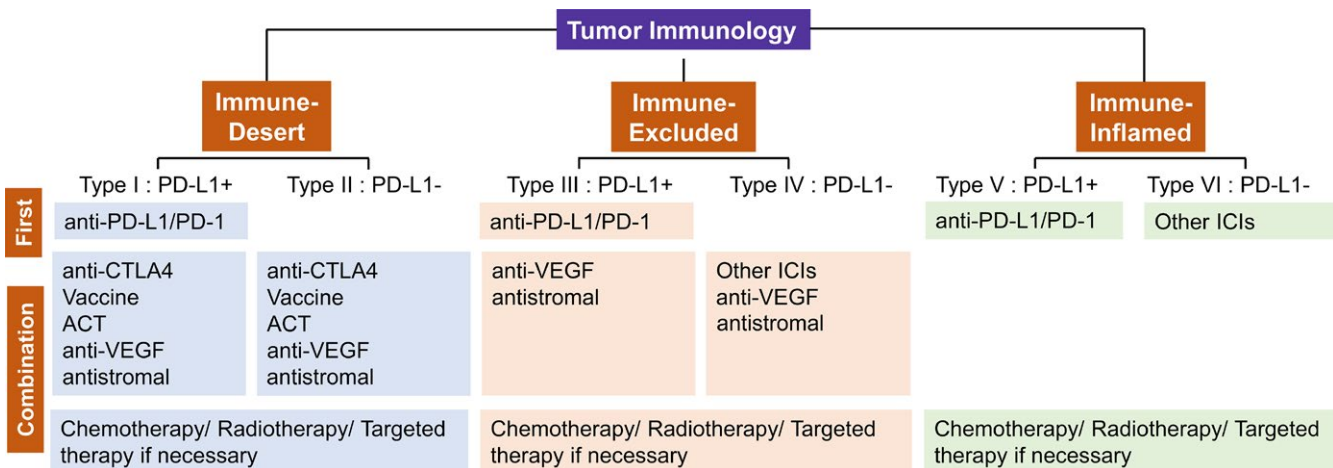 Tumor Immunology
Immune-
Desert
Immune-
Excluded
Immune-
Inflamed
Type I : PD-L1+
Type II : PD-L1-
Type III : PD-L1+
Type IV : PD-L1-
Type V : PD-L1+
Type VI : PD-L1-
First
anti-PD-L1/PD-1
anti-PD-L1/PD-1
anti-PD-L1/PD-1
Other ICIs
Combination
anti-CTLA4
Vaccine
ACT
anti-VEGF
antistromal
anti-CTLA4
Vaccine
ACT
anti-VEGF
antistromal
anti-VEGF
antistromal
Other ICIs
anti-VEGF
antistromal
Chemotherapy/ Radiotherapy/ Targeted
therapy if necessary
Chemotherapy/ Radiotherapy/ Targeted
therapy if necessary
Chemotherapy/ Radiotherapy/ Targeted
therapy if necessary